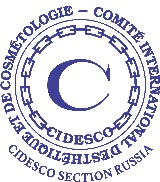 COMITÉ INTERNATIONAL D'ESTHÉTIQUE ET DE COSMÉTOLOGIE –
C
CIDESCO
CIDESCO SECTION RUSSIA